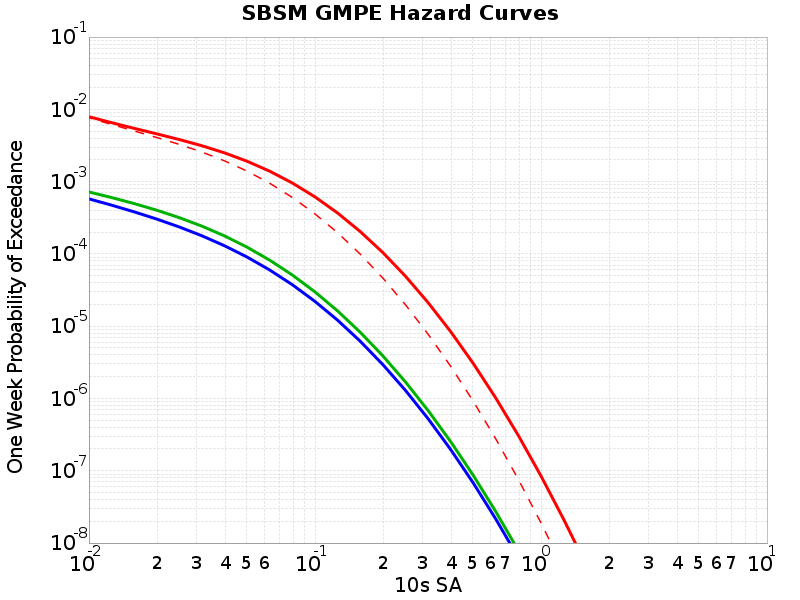 SBSM GMPE Hazard Curves
One Week Probability of Exceedance
10^-1
10^-2
10^-3
10^-4
10^-5
10^-6
10^-7
10^-8
10^-2 2 3 4 5 6 10^-1 2 3 4 5 6 7 10^0 2 3 4 5 6 7 10^1
10s SA